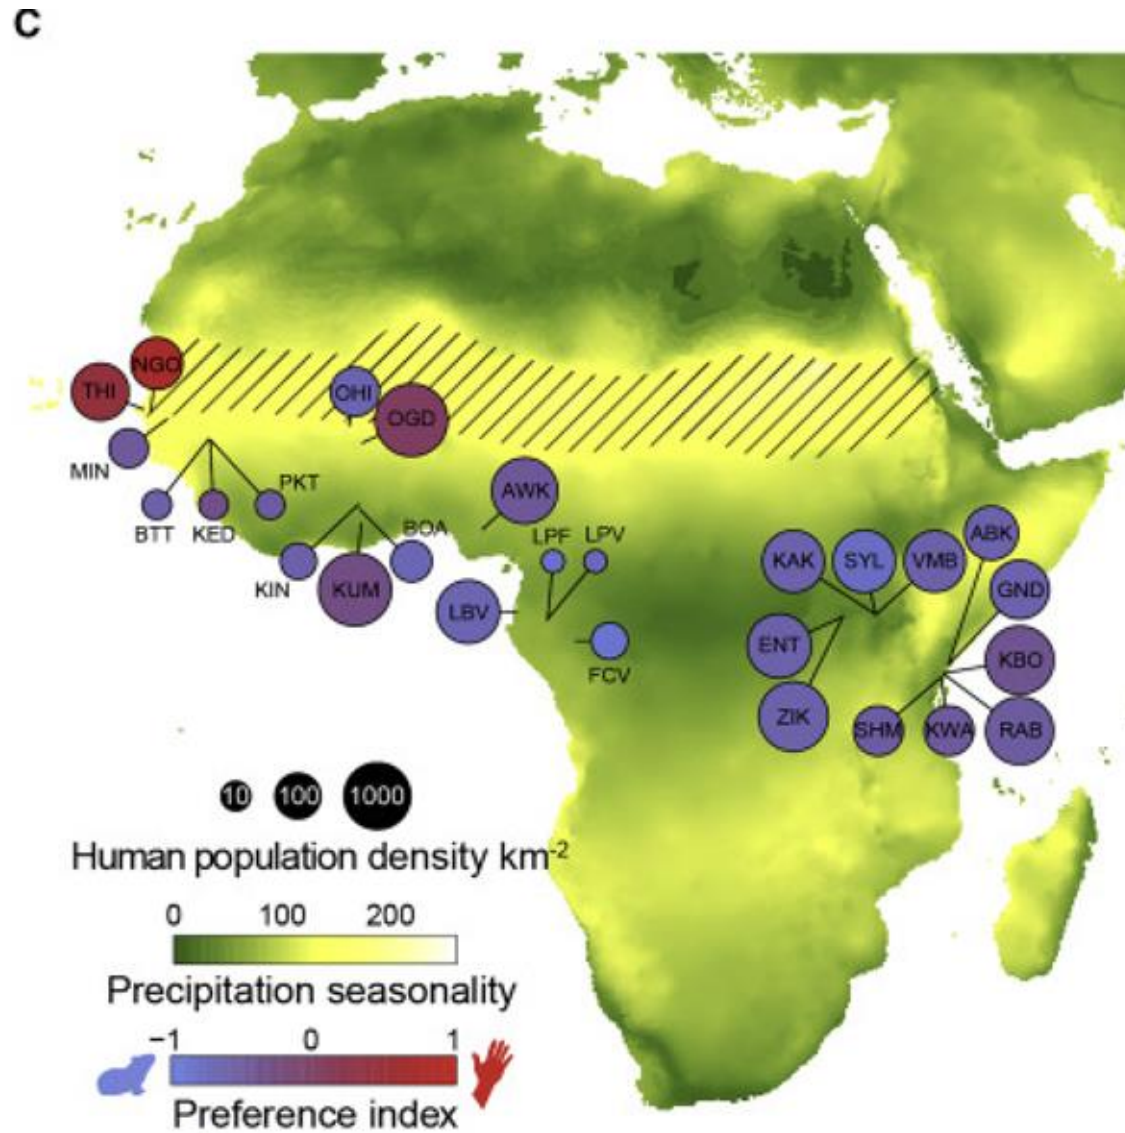 C
NGO
THI
OHI
OGD
MIN
PKT
AWK
BTT
KED
BOA
LPF
LPV
ABK
KIN
KUM
KAK
SYL
VMB
GND
LBV
ENT
KBO
FCV
ZIK
SHM
KWA
RAB
10 100 1000
Human population density km-2
0 100 200
Precipitation seasonality
−1 0 1
Preference index